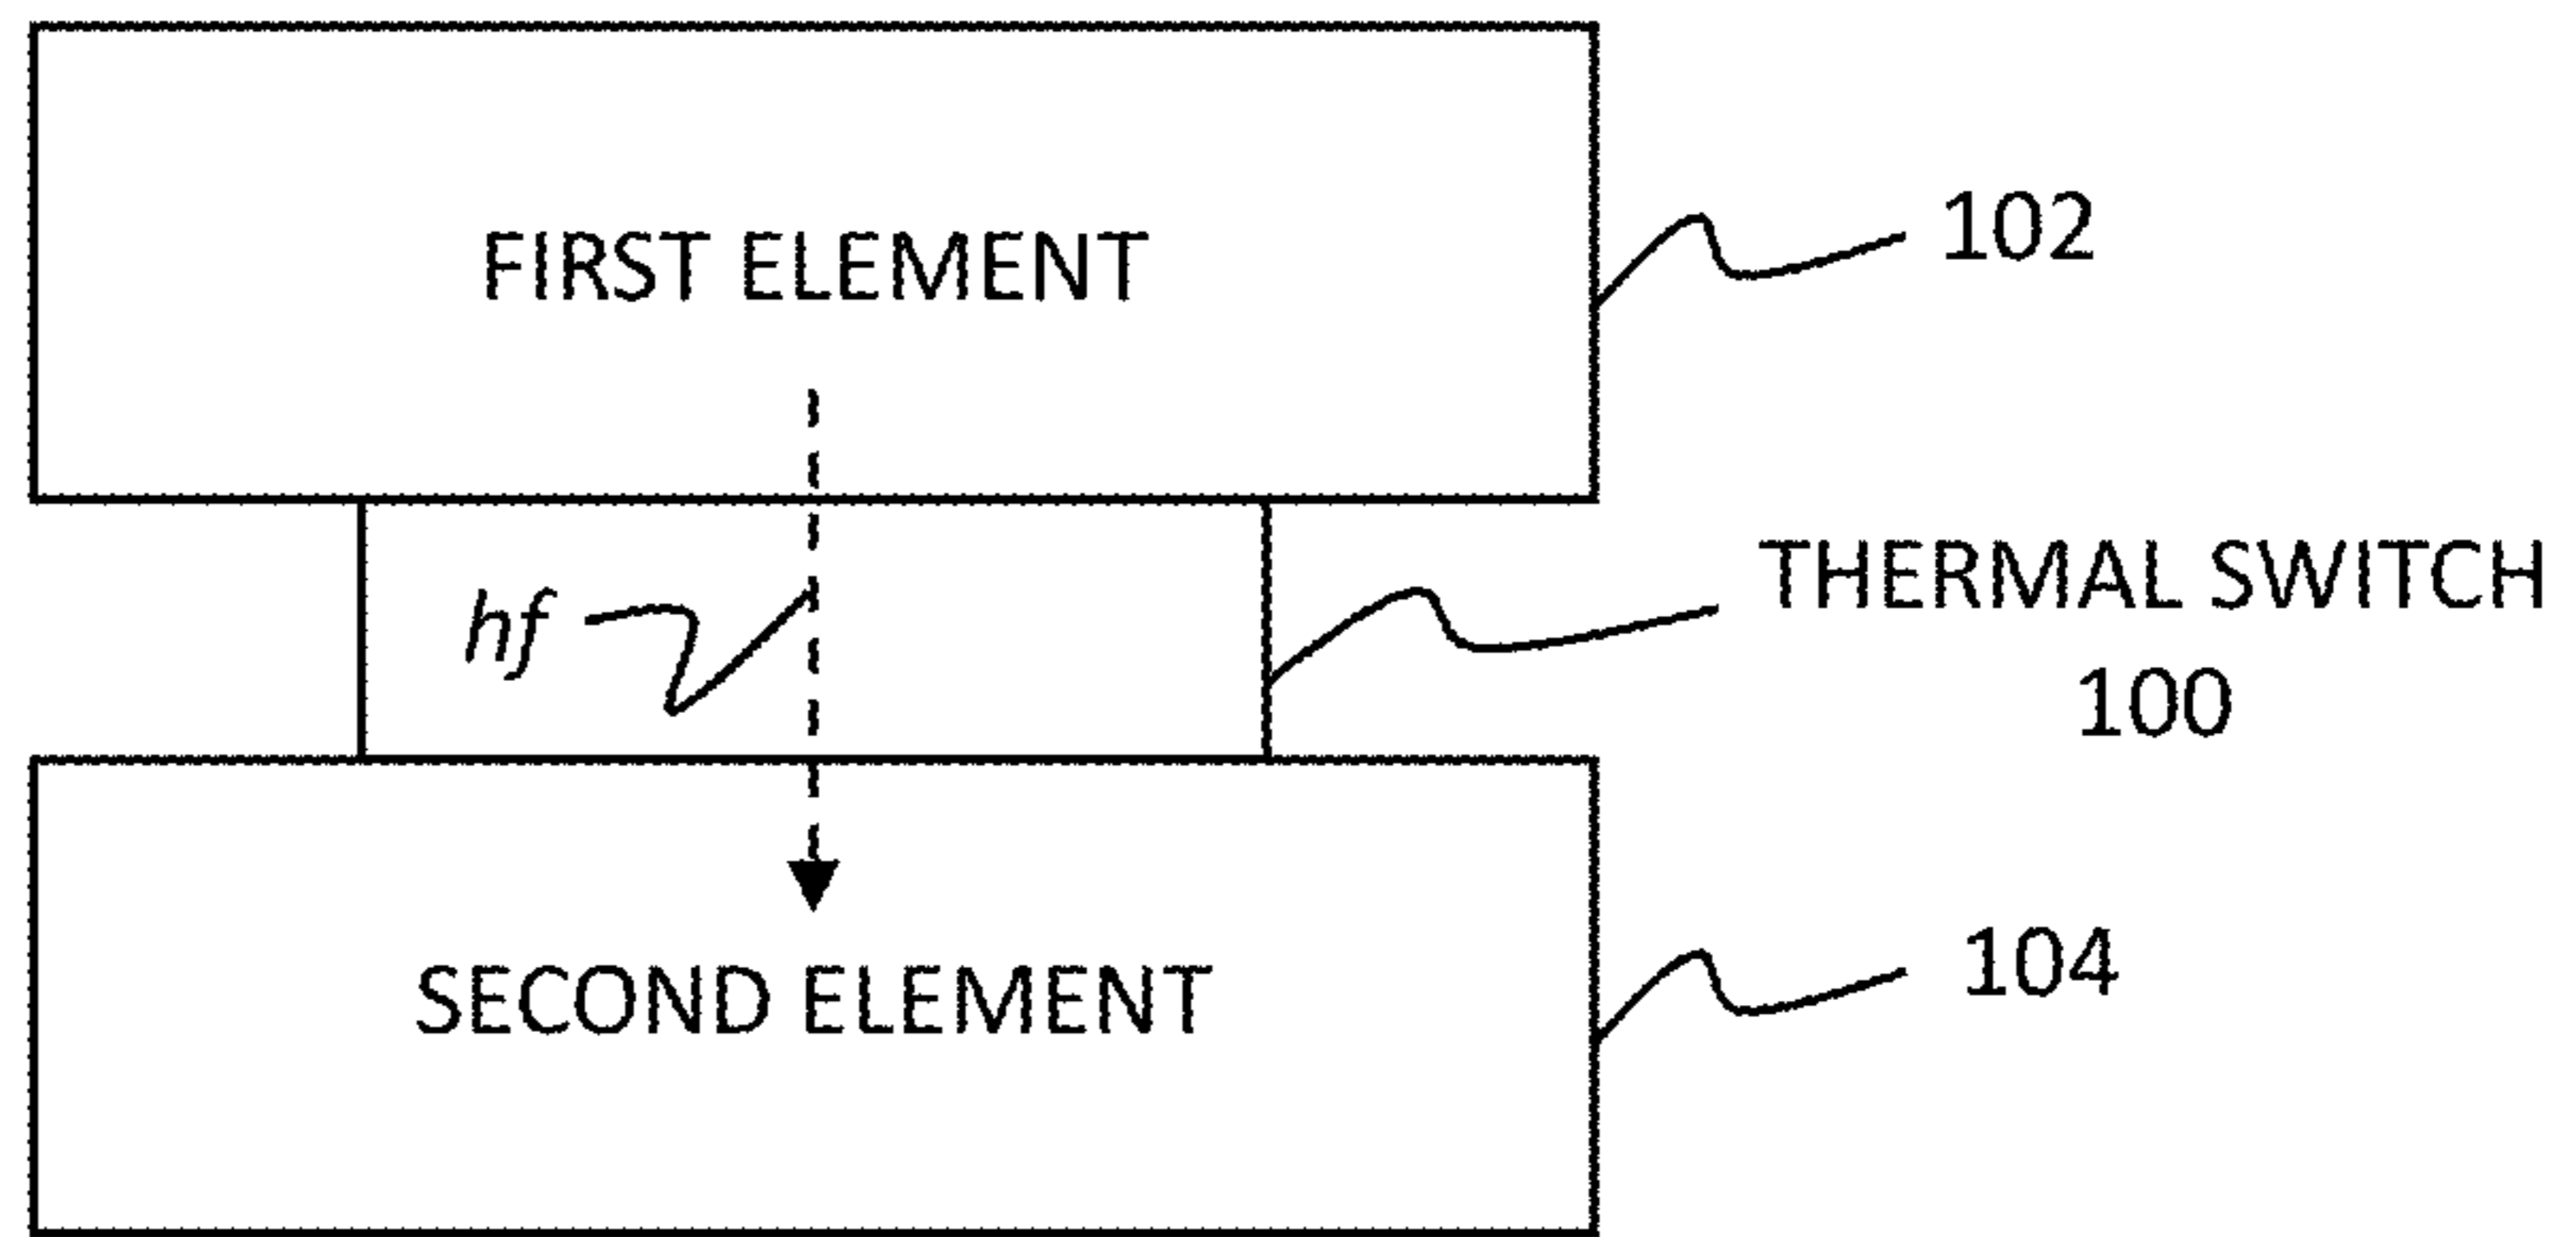 FIRST ELEMENT
102
hf
THERMAL SWITCH
100
SECOND ELEMENT
104